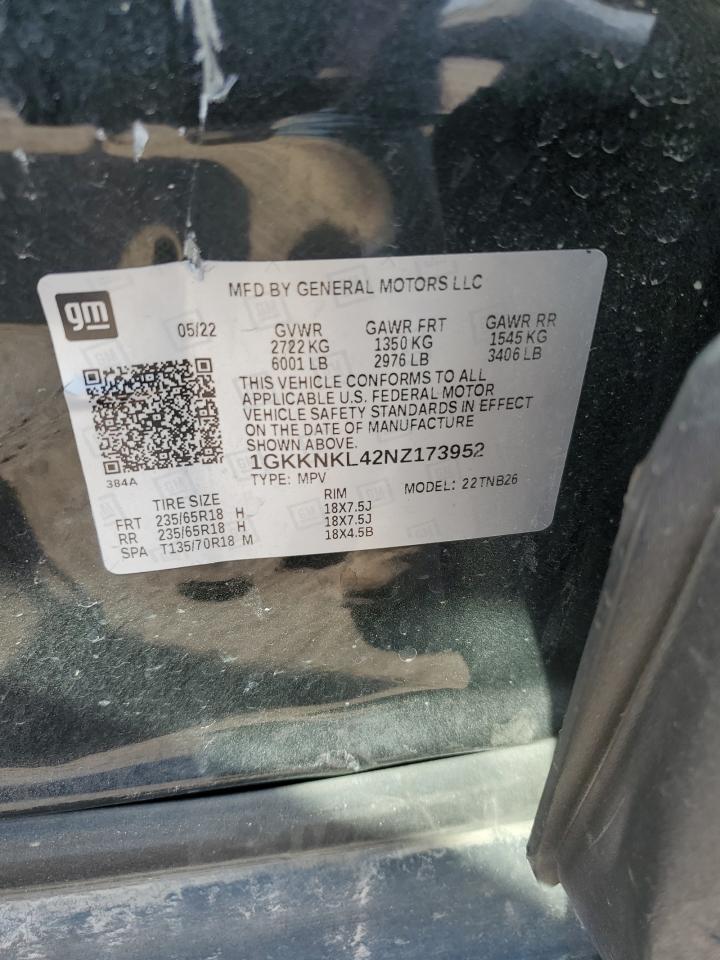 MFD BY GENERAL MOTORS LLC
gm
05/22 GVWR GAWR FRT GAWR RR
2722 KG 1350 KG 1545 KG
6001 LB 2976 LB 3406 LB
THIS VEHICLE CONFORMS TO ALL
APPLICABLE U.S. FEDERAL MOTOR
VEHICLE SAFETY STANDARDS IN EFFECT
ON THE DATE OF MANUFACTURE
SHOWN ABOVE.
1GKKNKL42NZ173952
384A
TYPE: MPV MODEL: 22TNB26
TIRE SIZE RIM
FRT 235/65R18 H 18X7.5J
RR 235/65R18 H 18X7.5J
SPA T135/70R18 M 18X4.5B